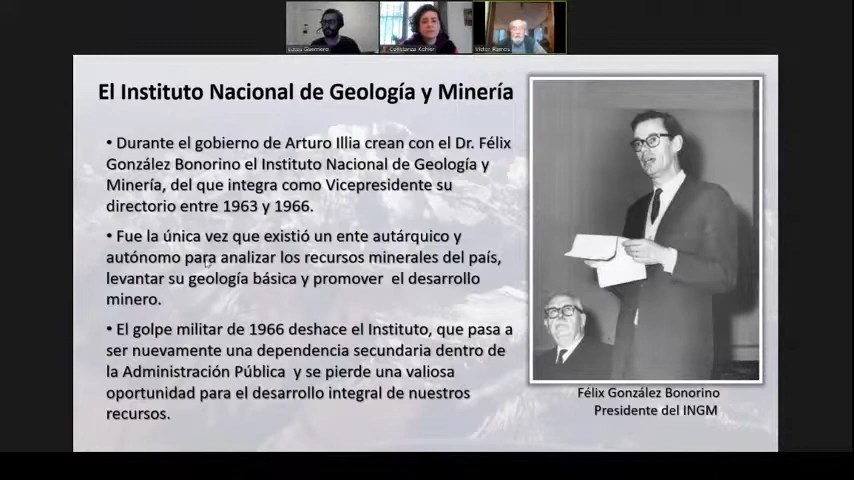 Constanza Kohler
El Instituto Nacional de Geología y Minería
• Durante el gobierno de Arturo Illia crean con el Dr. Félix
González Bonorino el Instituto Nacional de Geología y
Minería, del que integra como Vicepresidente su
directorio entre 1963 y 1966.
• Fue la única vez que existió un ente autárquico y
autónomo para analizar los recursos minerales del país,
levantar su geología básica y promover el desarrollo
minero.
• El golpe militar de 1966 deshace el Instituto, que pasa a
ser nuevamente una dependencia secundaria dentro de
la Administración Pública y se pierde una valiosa
oportunidad para el desarrollo integral de nuestros
recursos.
Félix González Bonorino
Presidente del INGM